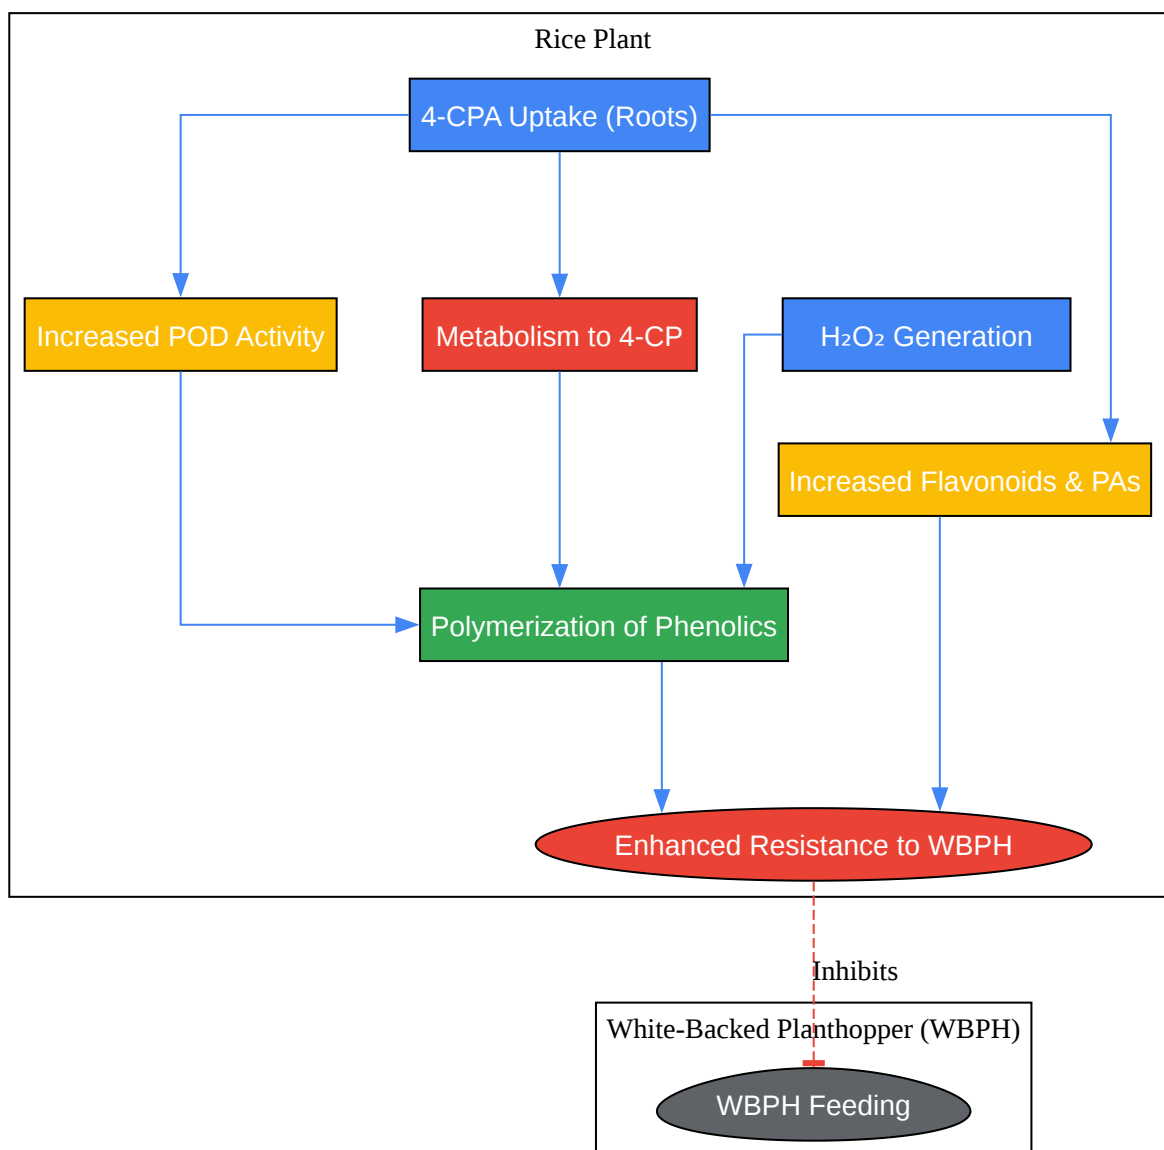 Rice Plant
4-CPA Uptake (Roots)
Increased POD Activity
Metabolism to 4-CP
H₂O₂ Generation
Increased Flavonoids & PAs
Polymerization of Phenolics
Enhanced Resistance to WBPH
Inhibits
White-Backed Planthopper (WBPH)
WBPH Feeding